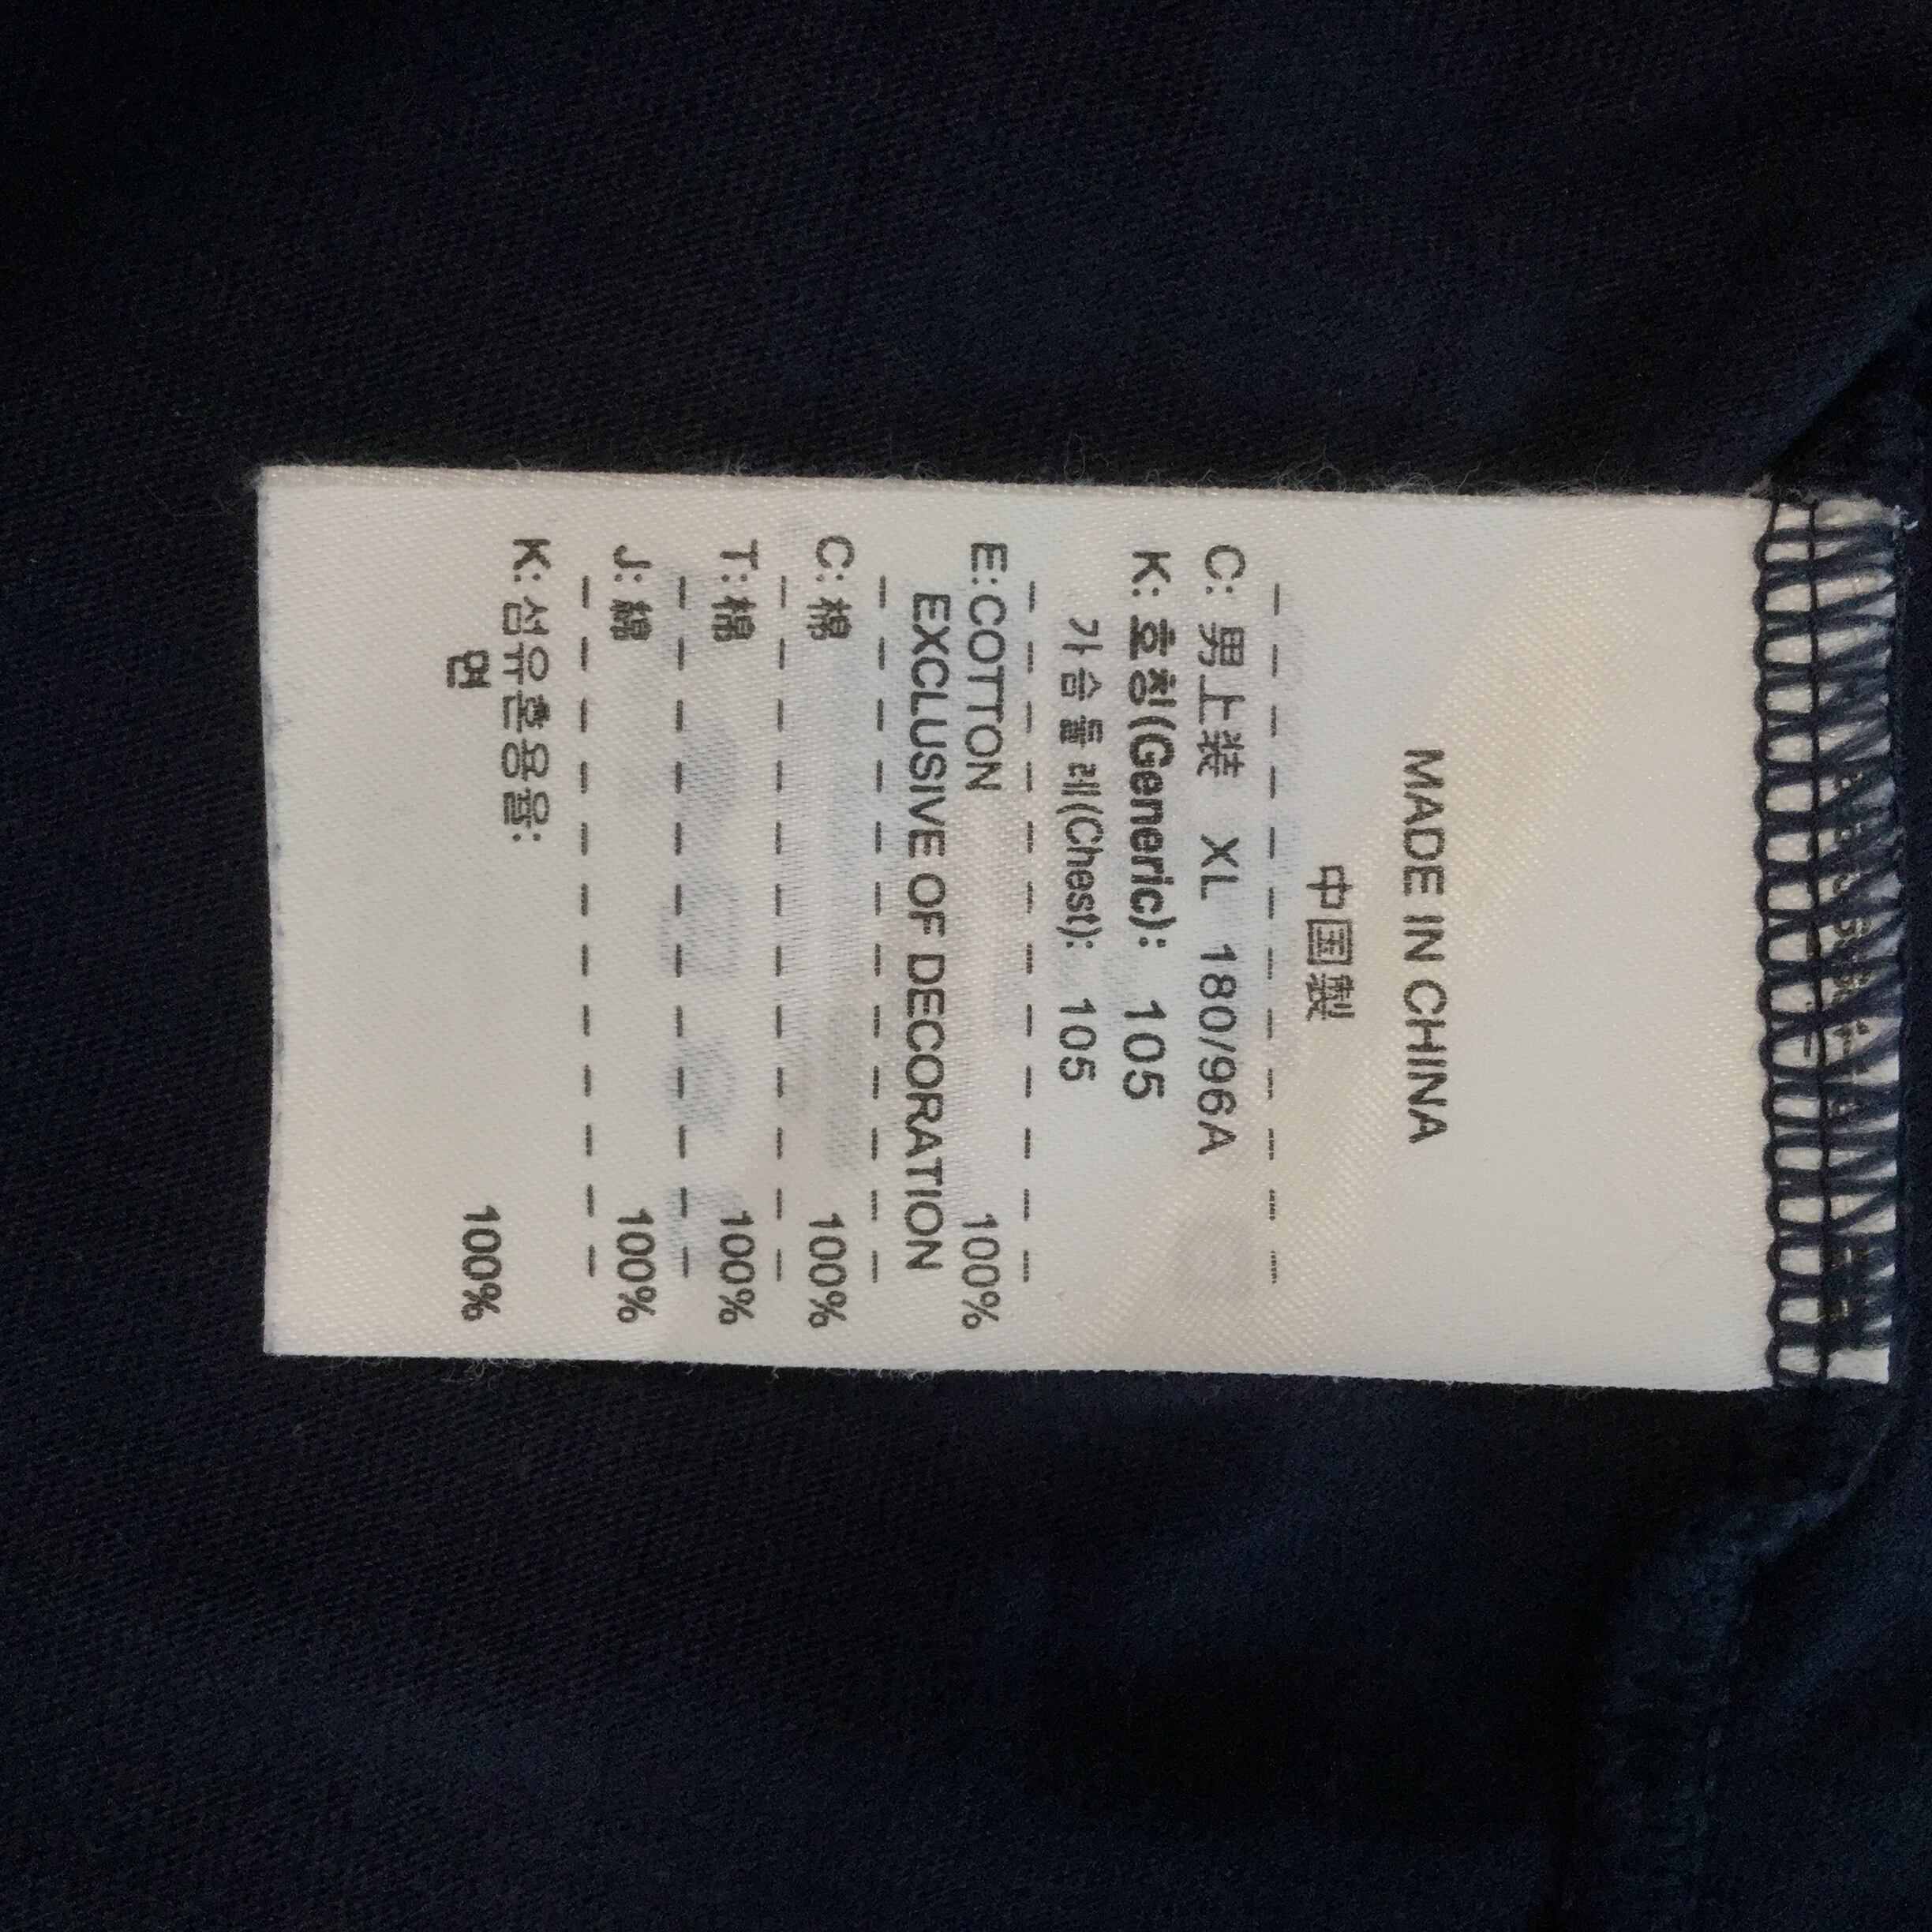 MADE IN CHINA
中国製
C: 男上装 XL 180/96A
K: 호칭(Generic): 105
가슴둘레(Chest): 105
E:COTTON 100%
EXCLUSIVE OF DECORATION
C: 棉 100%
T: 棉 100%
J: 綿 100%
K: 섬유혼용율:
면 100%